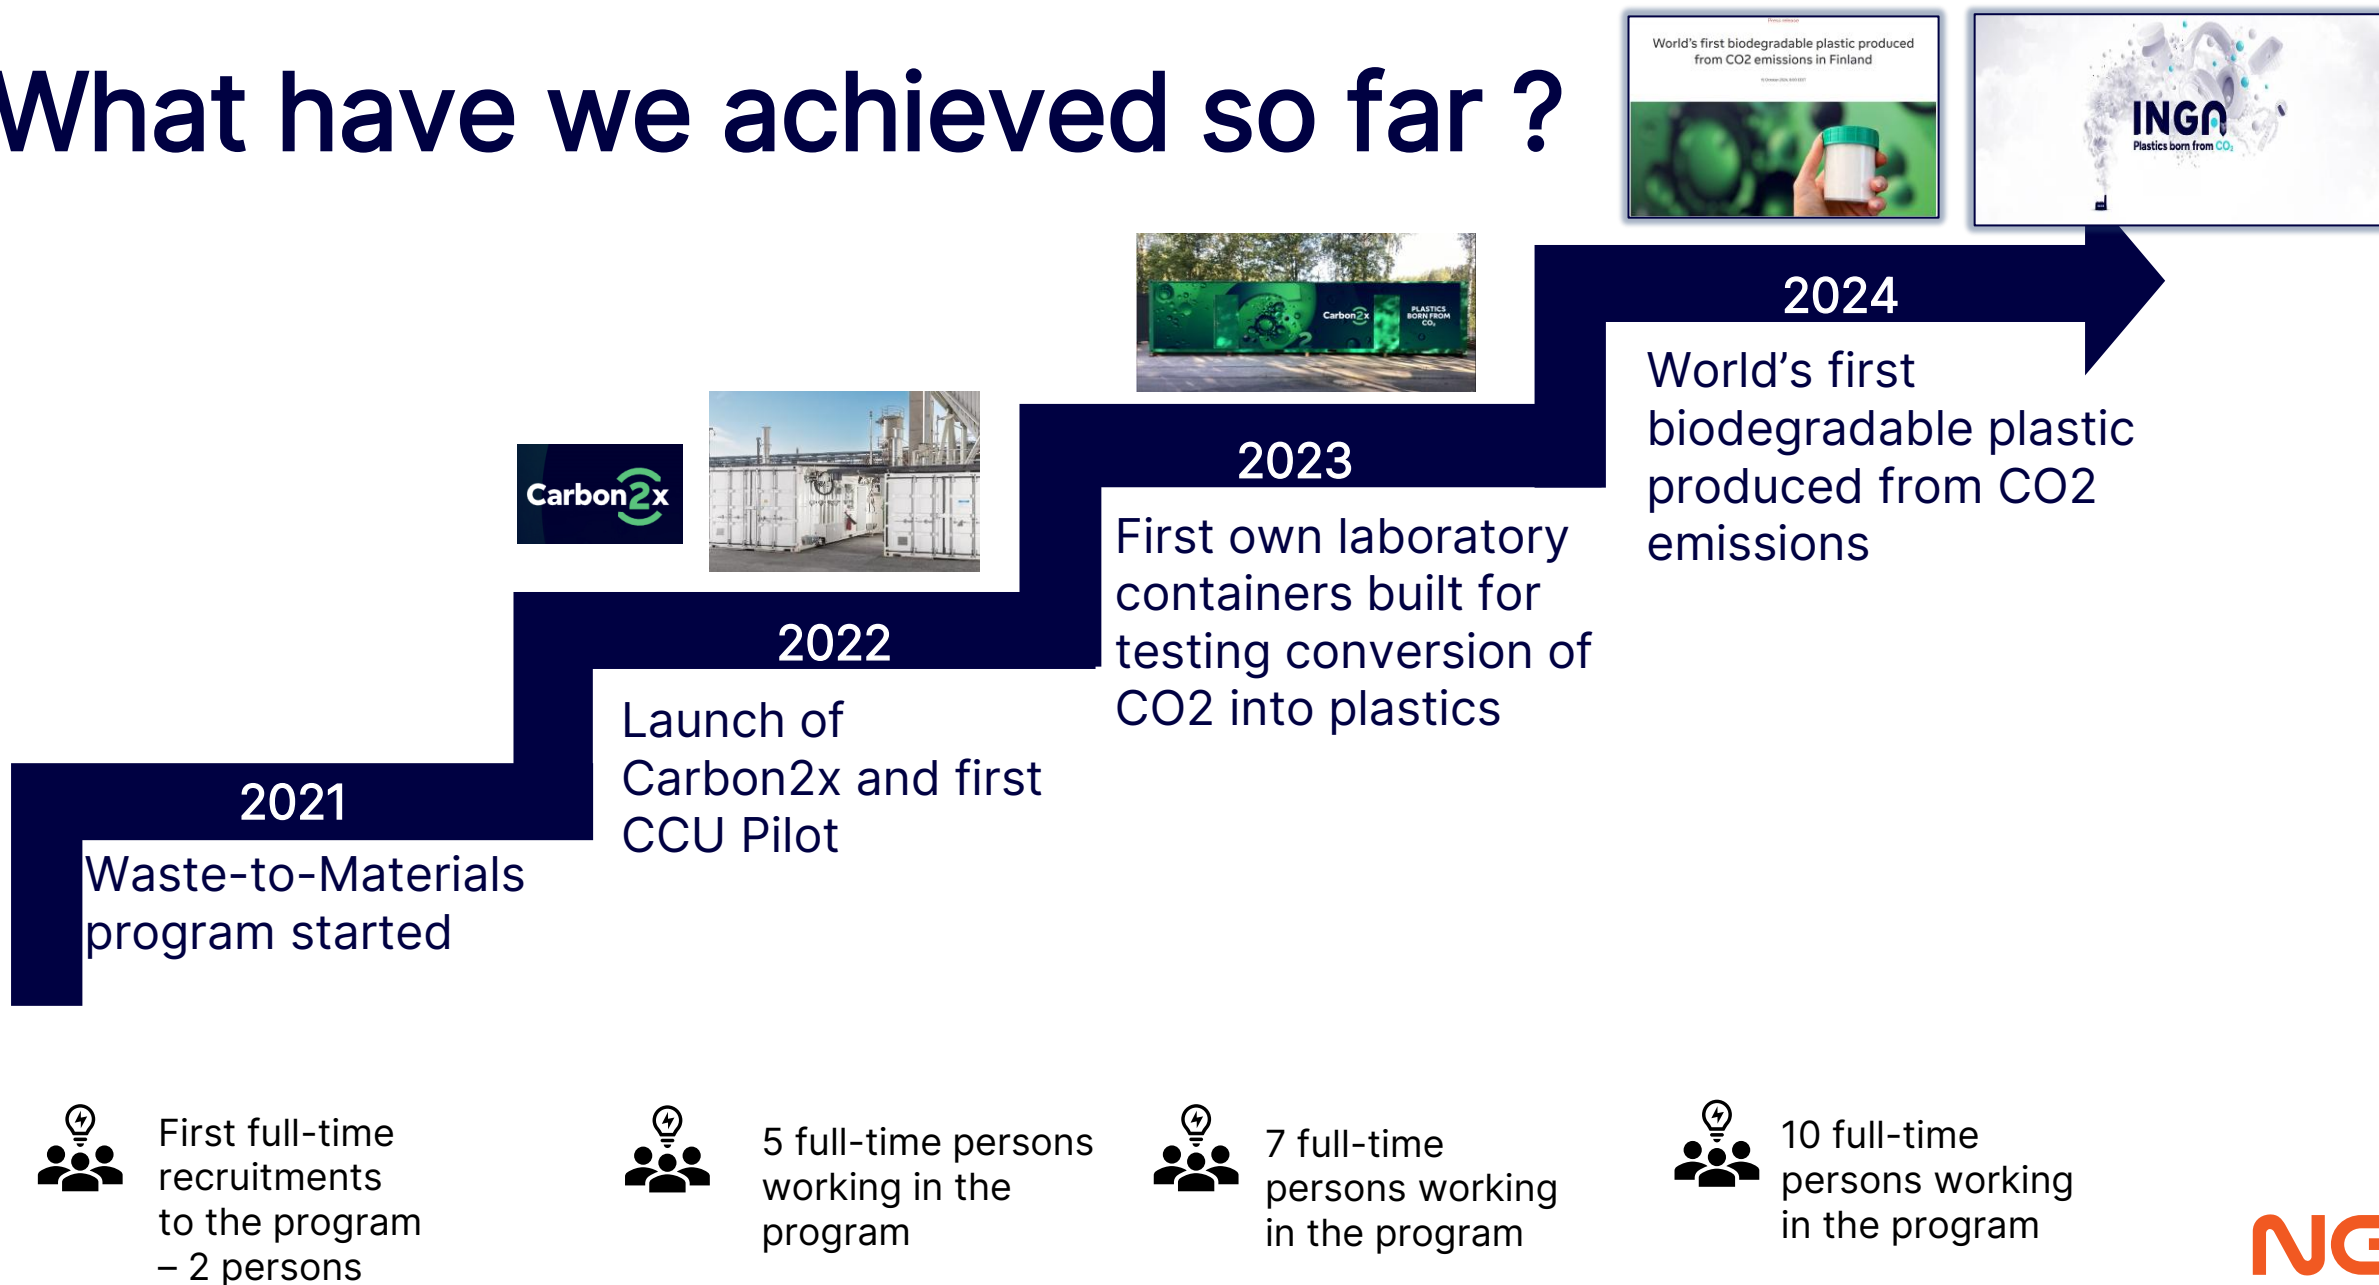 What have we achieved so far ?
Press release
World's first biodegradable plastic produced
from CO2 emissions in Finland
INGA
Plastics born from CO₂
2024
World's first
biodegradable plastic
produced from CO2
emissions
Carbon2x
PLASTICS
BORN FROM
CO₂
2023
First own laboratory
containers built for
testing conversion of
CO2 into plastics
Carbon2x
2022
Launch of
Carbon2x and first
CCU Pilot
2021
Waste-to-Materials
program started
First full-time
recruitments
to the program
– 2 persons
5 full-time persons
working in the
program
7 full-time
persons working
in the program
10 full-time
persons working
in the program